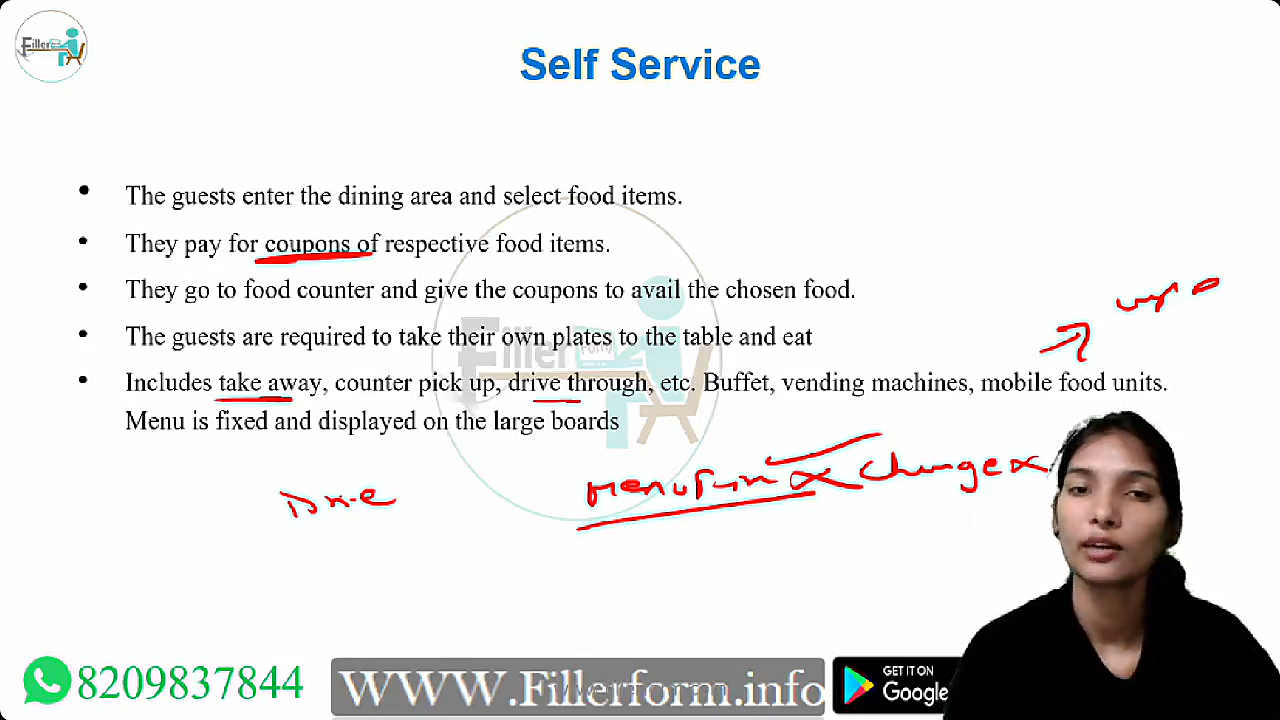 Fillerform
Self Service
• The guests enter the dining area and select food items.
• They pay for coupons of respective food items.
• They go to food counter and give the coupons to avail the chosen food.
• The guests are required to take their own plates to the table and eat
• Includes take away, counter pick up, drive through, etc. Buffet, vending machines, mobile food units.
Menu is fixed and displayed on the large boards
Menu
Change
8209837844
WWW.Fillerform.info
GET IT ON
Google